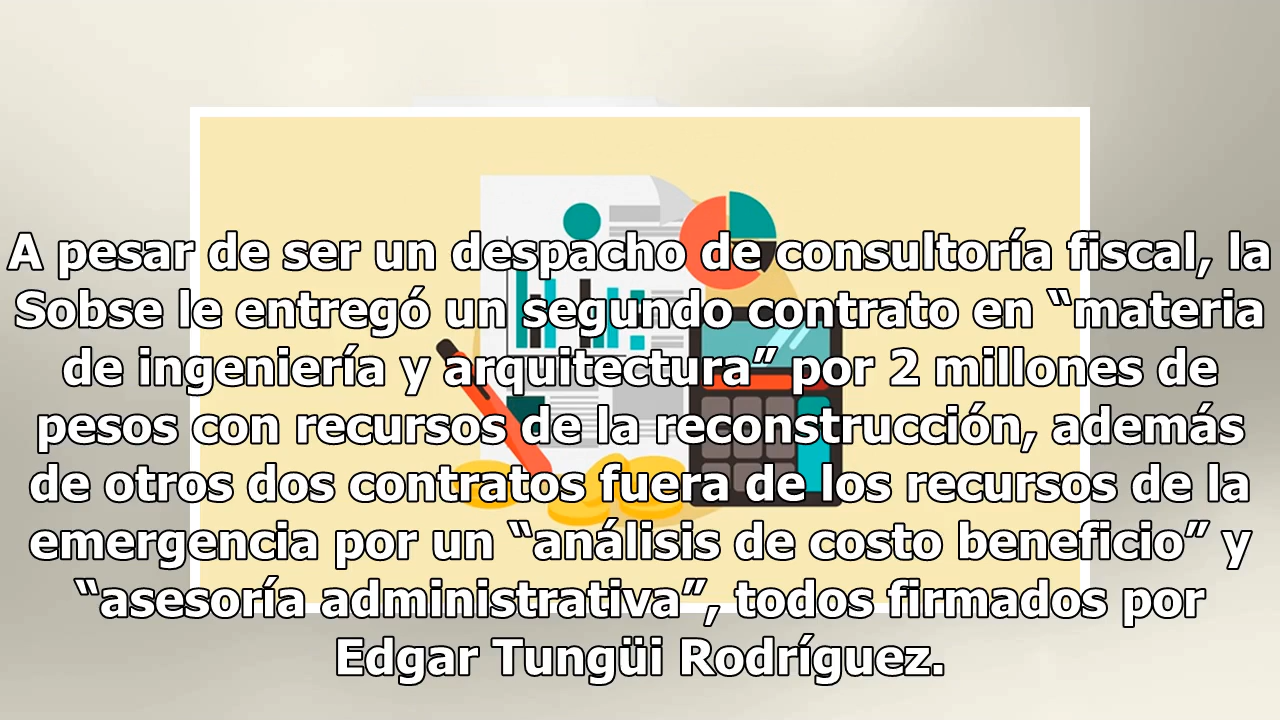 A pesar de ser un despacho de consultoría fiscal, la
Sobse le entregó un segundo contrato en “materia
de ingeniería y arquitectura” por 2 millones de
pesos con recursos de la reconstrucción, además
de otros dos contratos fuera de los recursos de la
emergencia por un “análisis de costo beneficio” y
“asesoría administrativa”, todos firmados por
Edgar Tungüi Rodríguez.